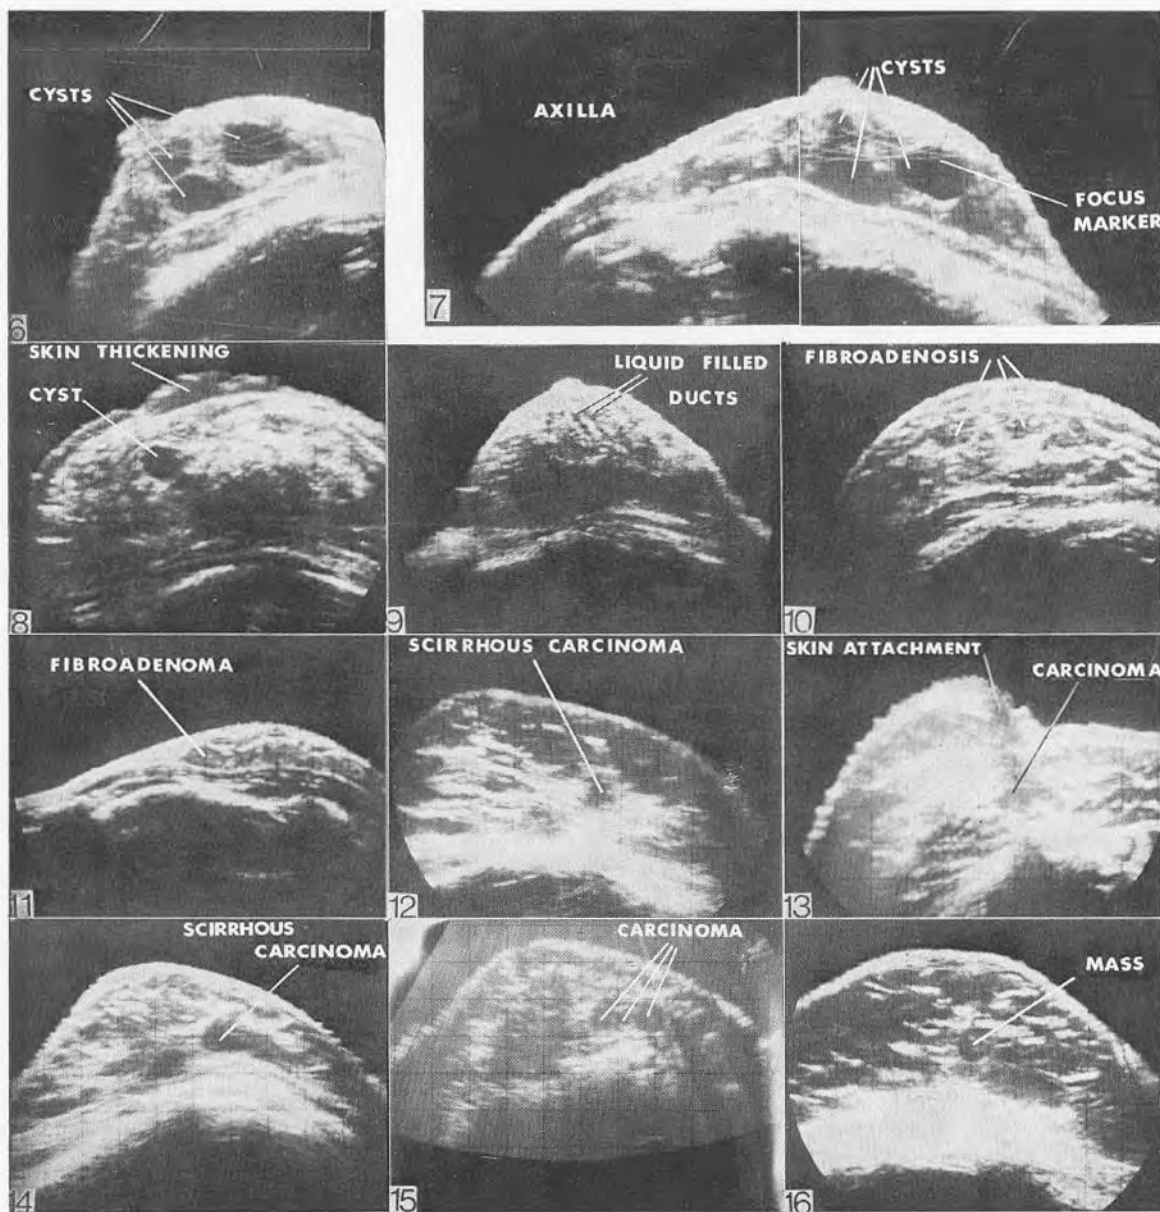 CYSTS
6
CYSTS
AXILLA
FOCUS
MARKER
7
SKIN THICKENING
CYST
8
LIQUID FILLED
DUCTS
9
FIBROADENOSIS
10
FIBROADENOMA
11
SCIRRHOUS CARCINOMA
12
SKIN ATTACHMENT
CARCINOMA
13
SCIRRHOUS
CARCINOMA
14
CARCINOMA
15
MASS
16